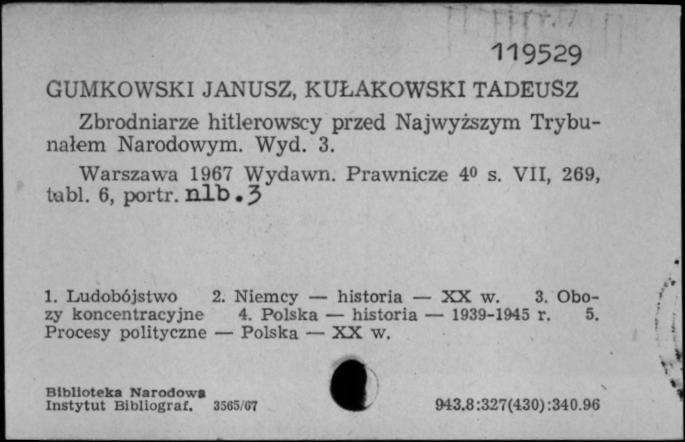 119529
GUMKOWSKI JANUSZ, KUŁAKOWSKI TADEUSZ
Zbrodniarze hitlerowscy przed Najwyższym Trybu-
nałem Narodowym. Wyd. 3.
Warszawa 1967 Wydawn. Prawnicze 4⁰ s. VII, 269,
tabl. 6, portr. nlb. 3
1. Ludobójstwo 2. Niemcy — historia — XX w. 3. Obo-
zy koncentracyjne 4. Polska — historia — 1939-1945 r. 5.
Procesy polityczne — Polska — XX w.
Biblioteka Narodowa
Instytut Bibliograf. 3565/67 943.8:327(430):340.96